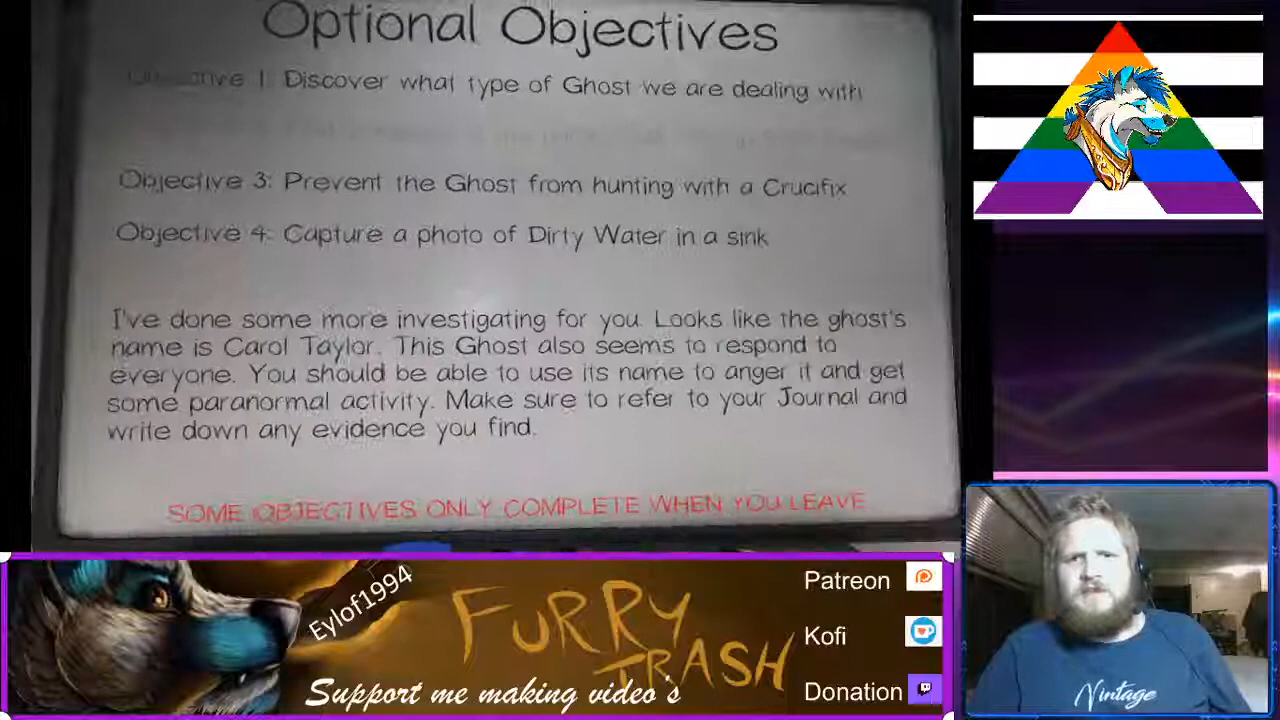 Optional Objectives
Objective 1: Discover what type of Ghost we are dealing with
Objective 3: Prevent the Ghost from hunting with a Crucifix
Objective 4: Capture a photo of Dirty Water in a sink
I've done some more investigating for you. Looks like the ghost's
name is Carol Taylor. This Ghost also seems to respond to
everyone. You should be able to use its name to anger it and get
some paranormal activity. Make sure to refer to your Journal and
write down any evidence you find.
SOME OBJECTIVES ONLY COMPLETE WHEN YOU LEAVE
Eylof1994
FURRY
TRASH
Support me making video's
Patreon
Kofi
Donation
Vintage